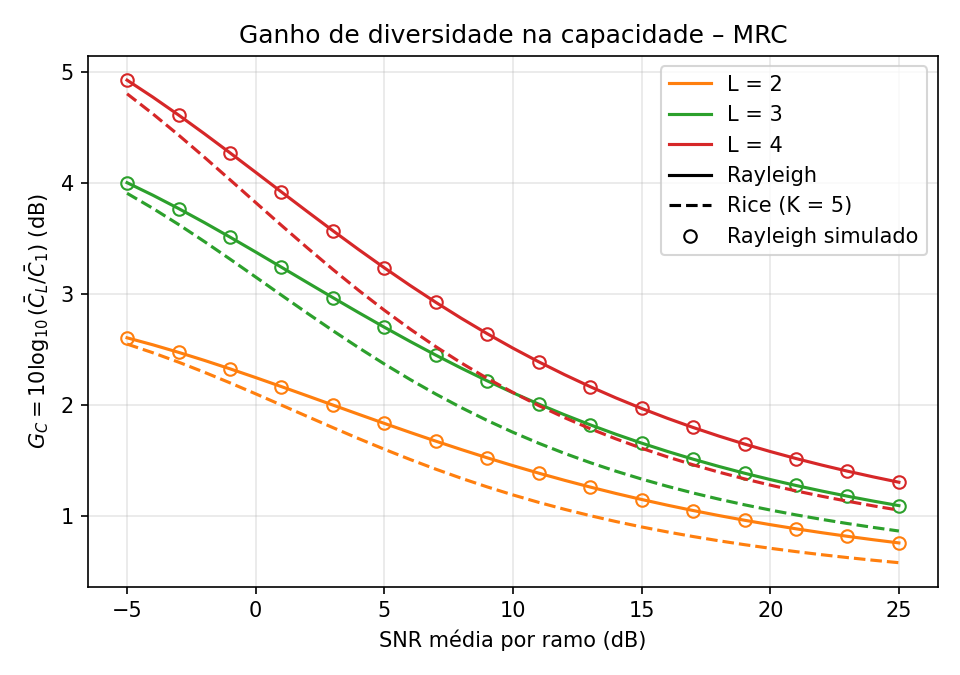 Ganho de diversidade na capacidade – MRC
G_C = 10log₁₀(C̄_L/C̄₁) (dB)
5
4
3
2
1
L = 2
L = 3
L = 4
Rayleigh
Rice (K = 5)
Rayleigh simulado
−5 0 5 10 15 20 25
SNR média por ramo (dB)